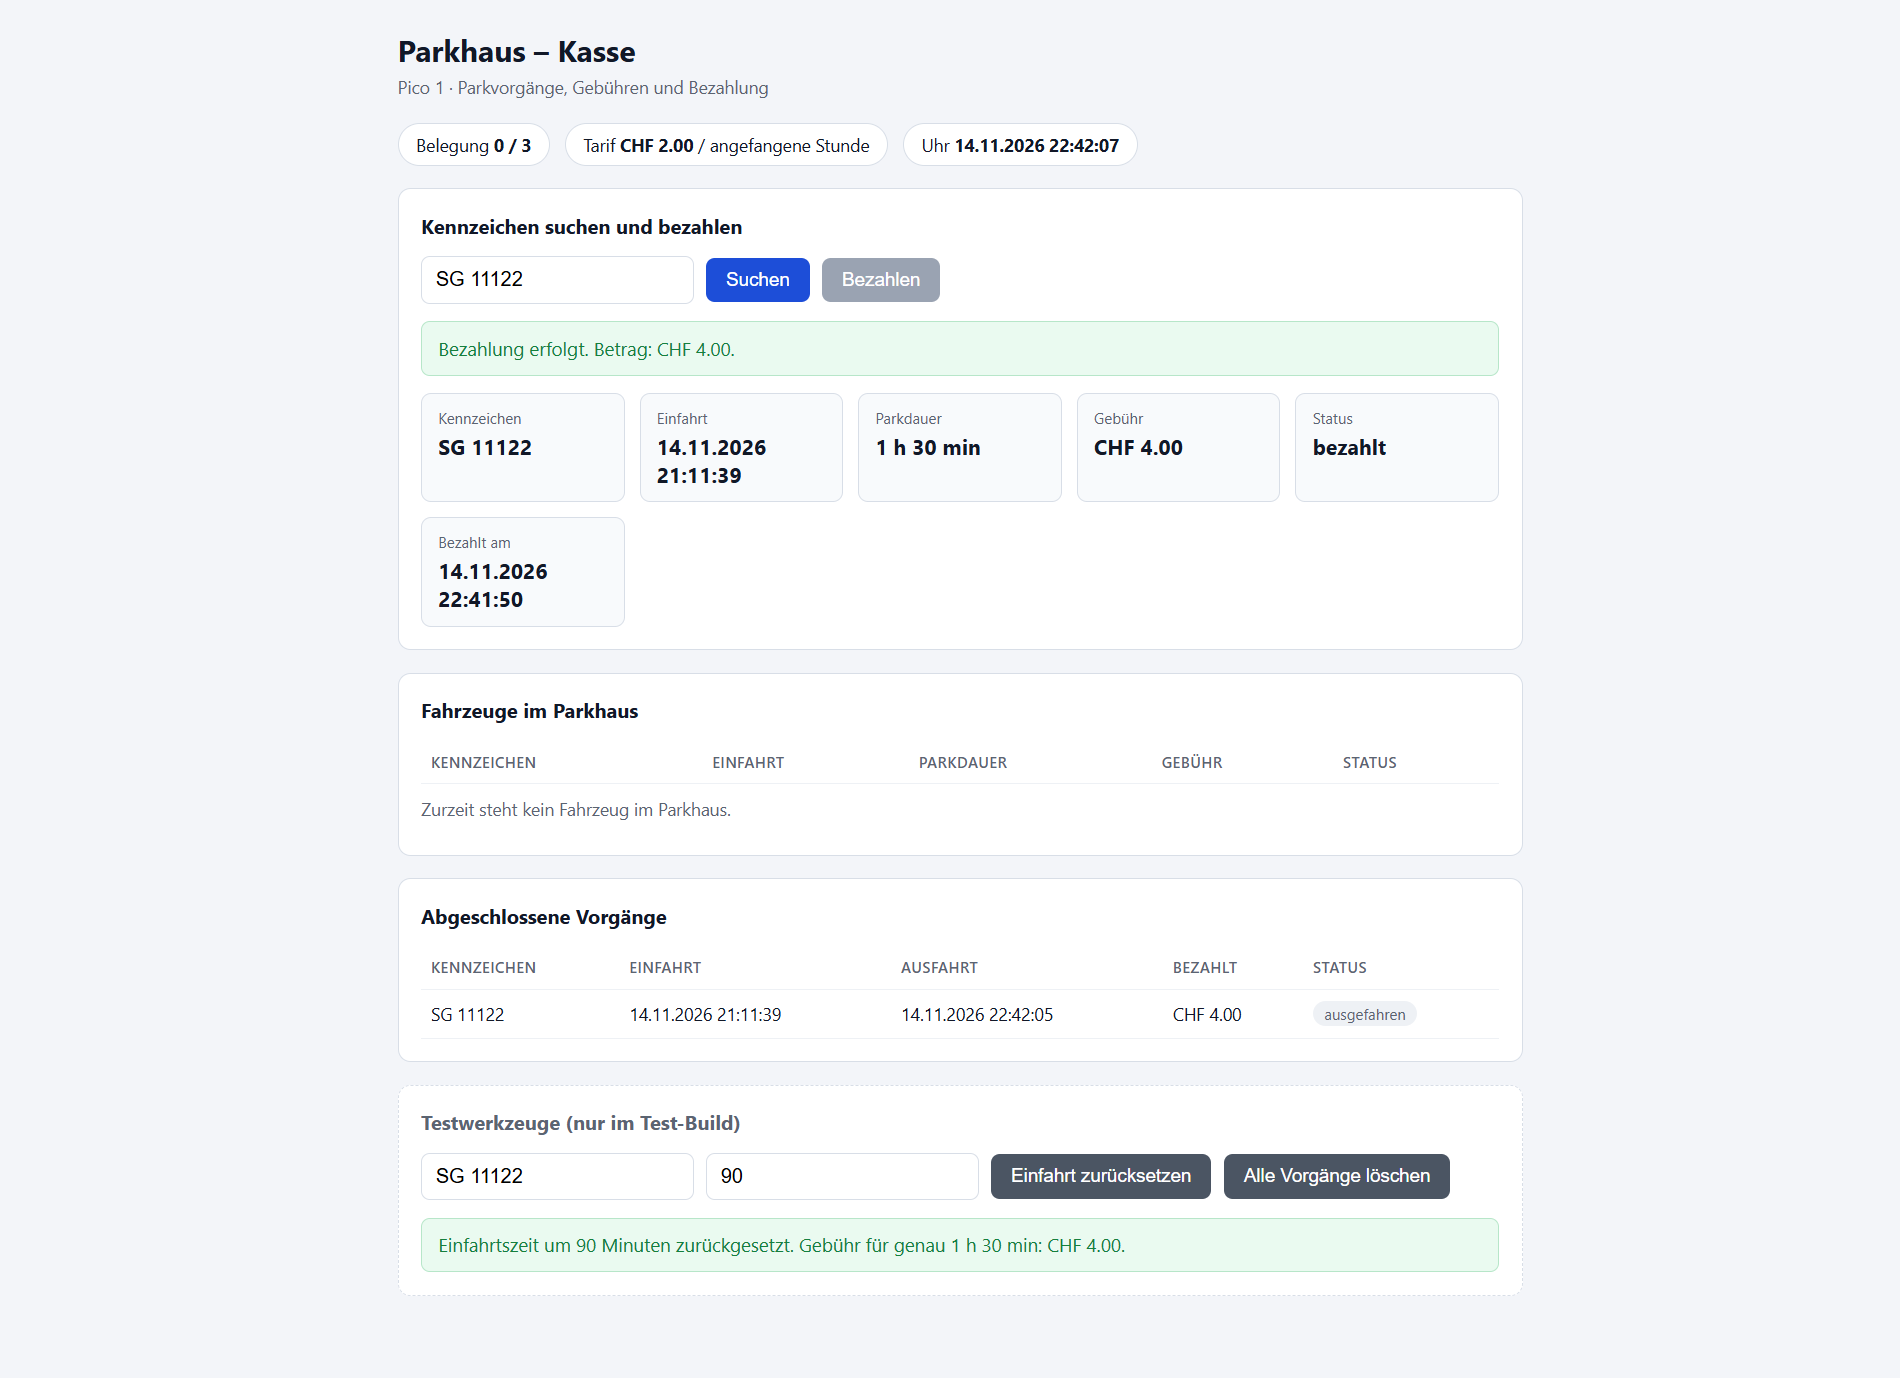 Parkhaus – Kasse
Pico 1 · Parkvorgänge, Gebühren und Bezahlung
Belegung 0 / 3
Tarif CHF 2.00 / angefangene Stunde
Uhr 14.11.2026 22:42:07
Kennzeichen suchen und bezahlen
SG 11122
Suchen
Bezahlen
Bezahlung erfolgt. Betrag: CHF 4.00.
Kennzeichen
SG 11122
Einfahrt
14.11.2026
21:11:39
Parkdauer
1 h 30 min
Gebühr
CHF 4.00
Status
bezahlt
Bezahlt am
14.11.2026
22:41:50
Fahrzeuge im Parkhaus
KENNZEICHEN EINFAHRT PARKDAUER GEBÜHR STATUS
Zurzeit steht kein Fahrzeug im Parkhaus.
Abgeschlossene Vorgänge
KENNZEICHEN EINFAHRT AUSFAHRT BEZAHLT STATUS
SG 11122 14.11.2026 21:11:39 14.11.2026 22:42:05 CHF 4.00 ausgefahren
Testwerkzeuge (nur im Test-Build)
SG 11122
90
Einfahrt zurücksetzen
Alle Vorgänge löschen
Einfahrtszeit um 90 Minuten zurückgesetzt. Gebühr für genau 1 h 30 min: CHF 4.00.